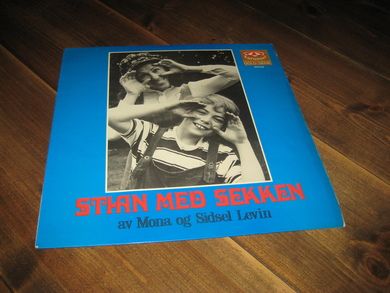 STIAN MED SEKKEN
av Mona og Sidsel Levin